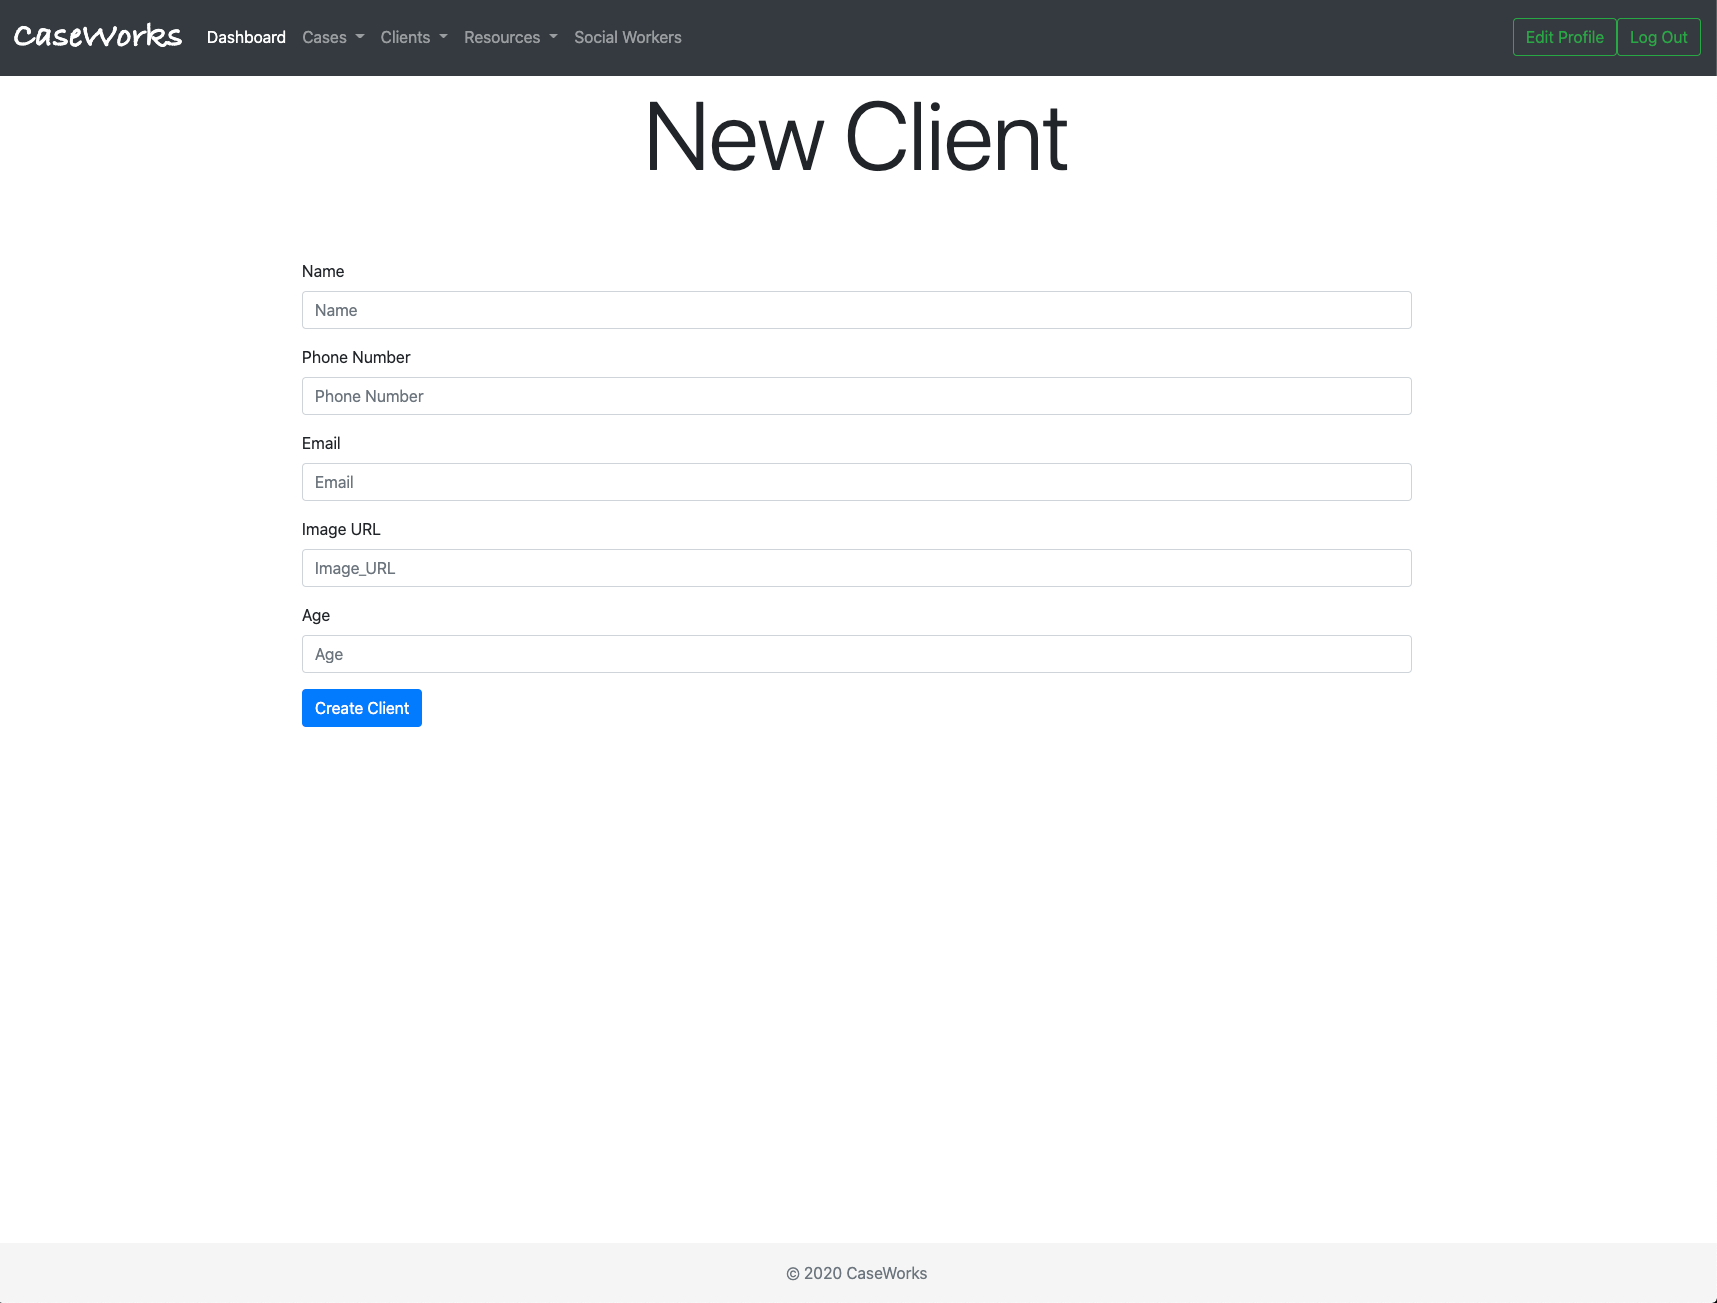 CaseWorks Dashboard Cases Clients Resources Social Workers Edit Profile Log Out
New Client
Name
Name
Phone Number
Phone Number
Email
Email
Image URL
Image_URL
Age
Age
Create Client
© 2020 CaseWorks